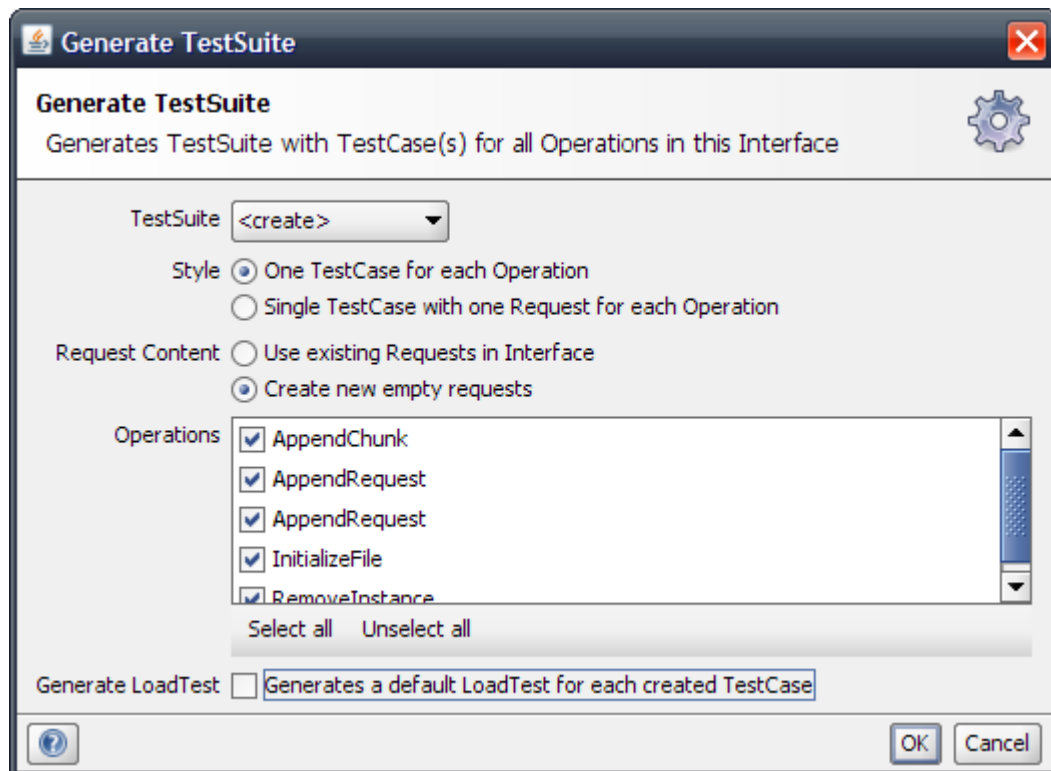 Generate TestSuite
Generate TestSuite
Generates TestSuite with TestCase(s) for all Operations in this Interface
TestSuite <create>
Style One TestCase for each Operation
Single TestCase with one Request for each Operation
Request Content Use existing Requests in Interface
Create new empty requests
Operations AppendChunk
AppendRequest
AppendRequest
InitializeFile
RemoveInstance
Select all Unselect all
Generate LoadTest Generates a default LoadTest for each created TestCase
? OK Cancel